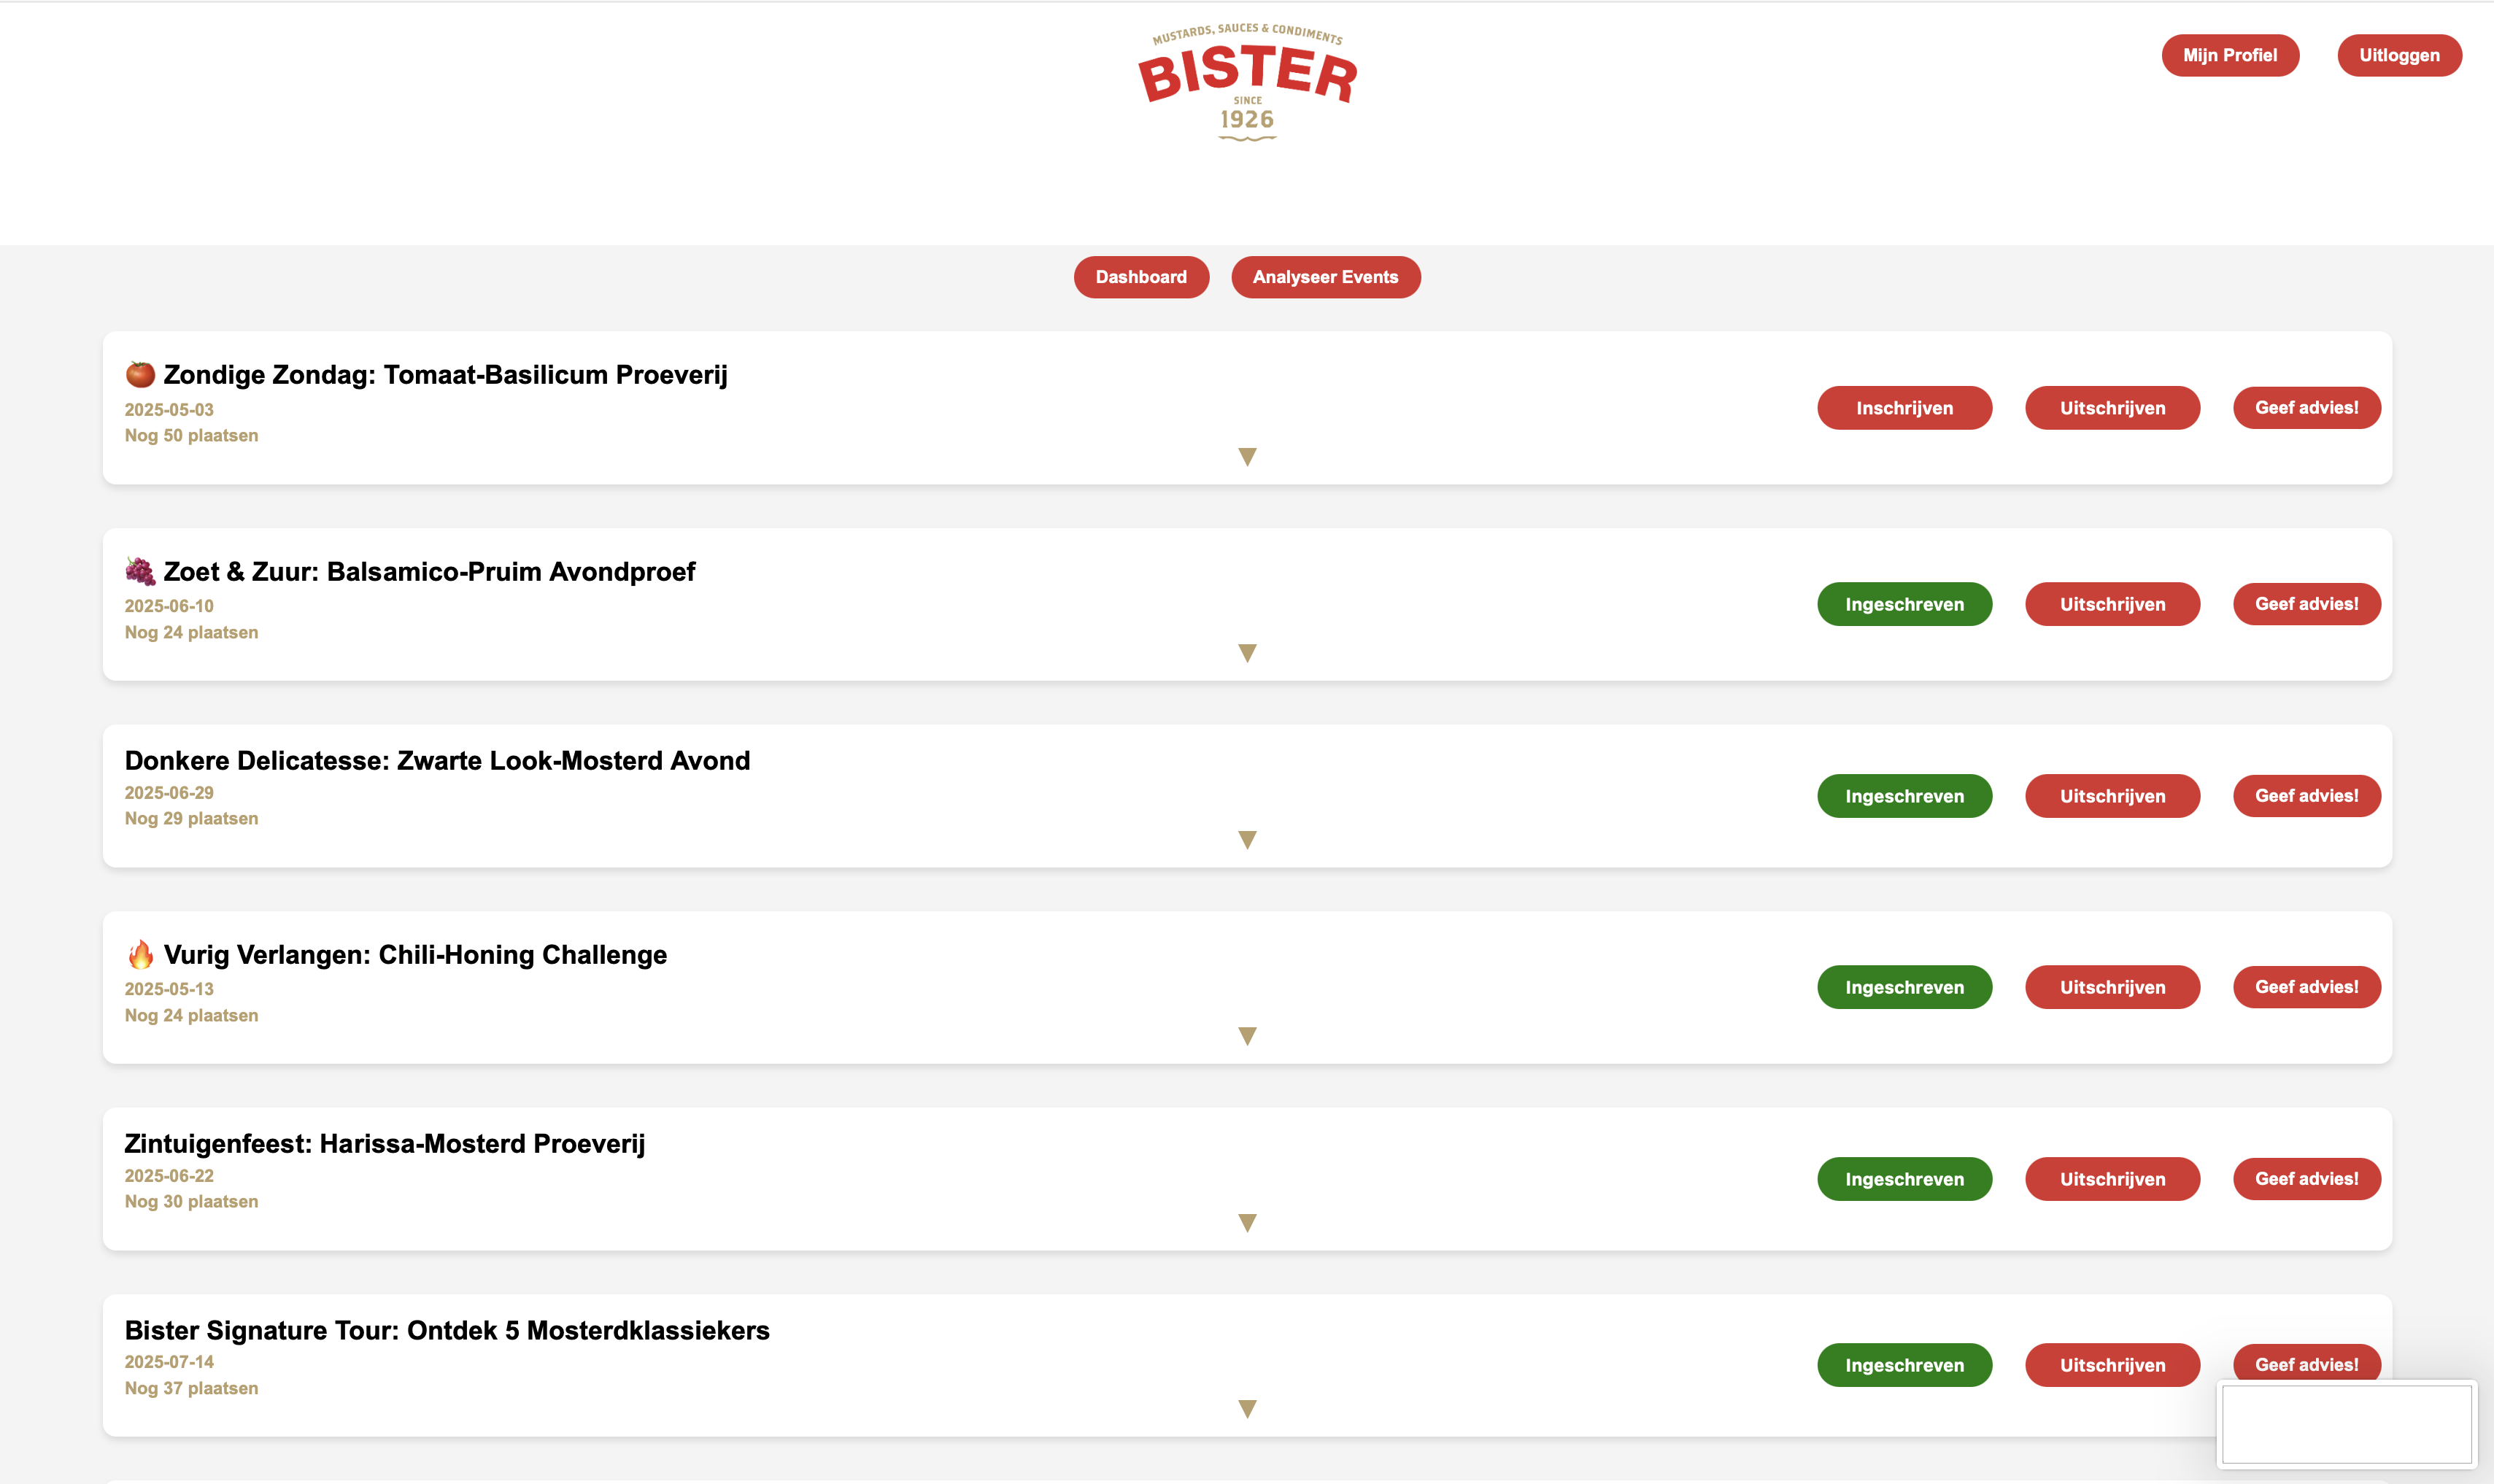 MUSTARDS, SAUCES & CONDIMENTS
BISTER
SINCE
1926
Mijn Profiel
Uitloggen
Dashboard
Analyseer Events
🍅 Zondige Zondag: Tomaat-Basilicum Proeverij
2025-05-03
Nog 50 plaatsen
Inschrijven
Uitschrijven
Geef advies!
🍇 Zoet & Zuur: Balsamico-Pruim Avondproef
2025-06-10
Nog 24 plaatsen
Ingeschreven
Uitschrijven
Geef advies!
Donkere Delicatesse: Zwarte Look-Mosterd Avond
2025-06-29
Nog 29 plaatsen
Ingeschreven
Uitschrijven
Geef advies!
🔥 Vurig Verlangen: Chili-Honing Challenge
2025-05-13
Nog 24 plaatsen
Ingeschreven
Uitschrijven
Geef advies!
Zintuigenfeest: Harissa-Mosterd Proeverij
2025-06-22
Nog 30 plaatsen
Ingeschreven
Uitschrijven
Geef advies!
Bister Signature Tour: Ontdek 5 Mosterdklassiekers
2025-07-14
Nog 37 plaatsen
Ingeschreven
Uitschrijven
Geef advies!